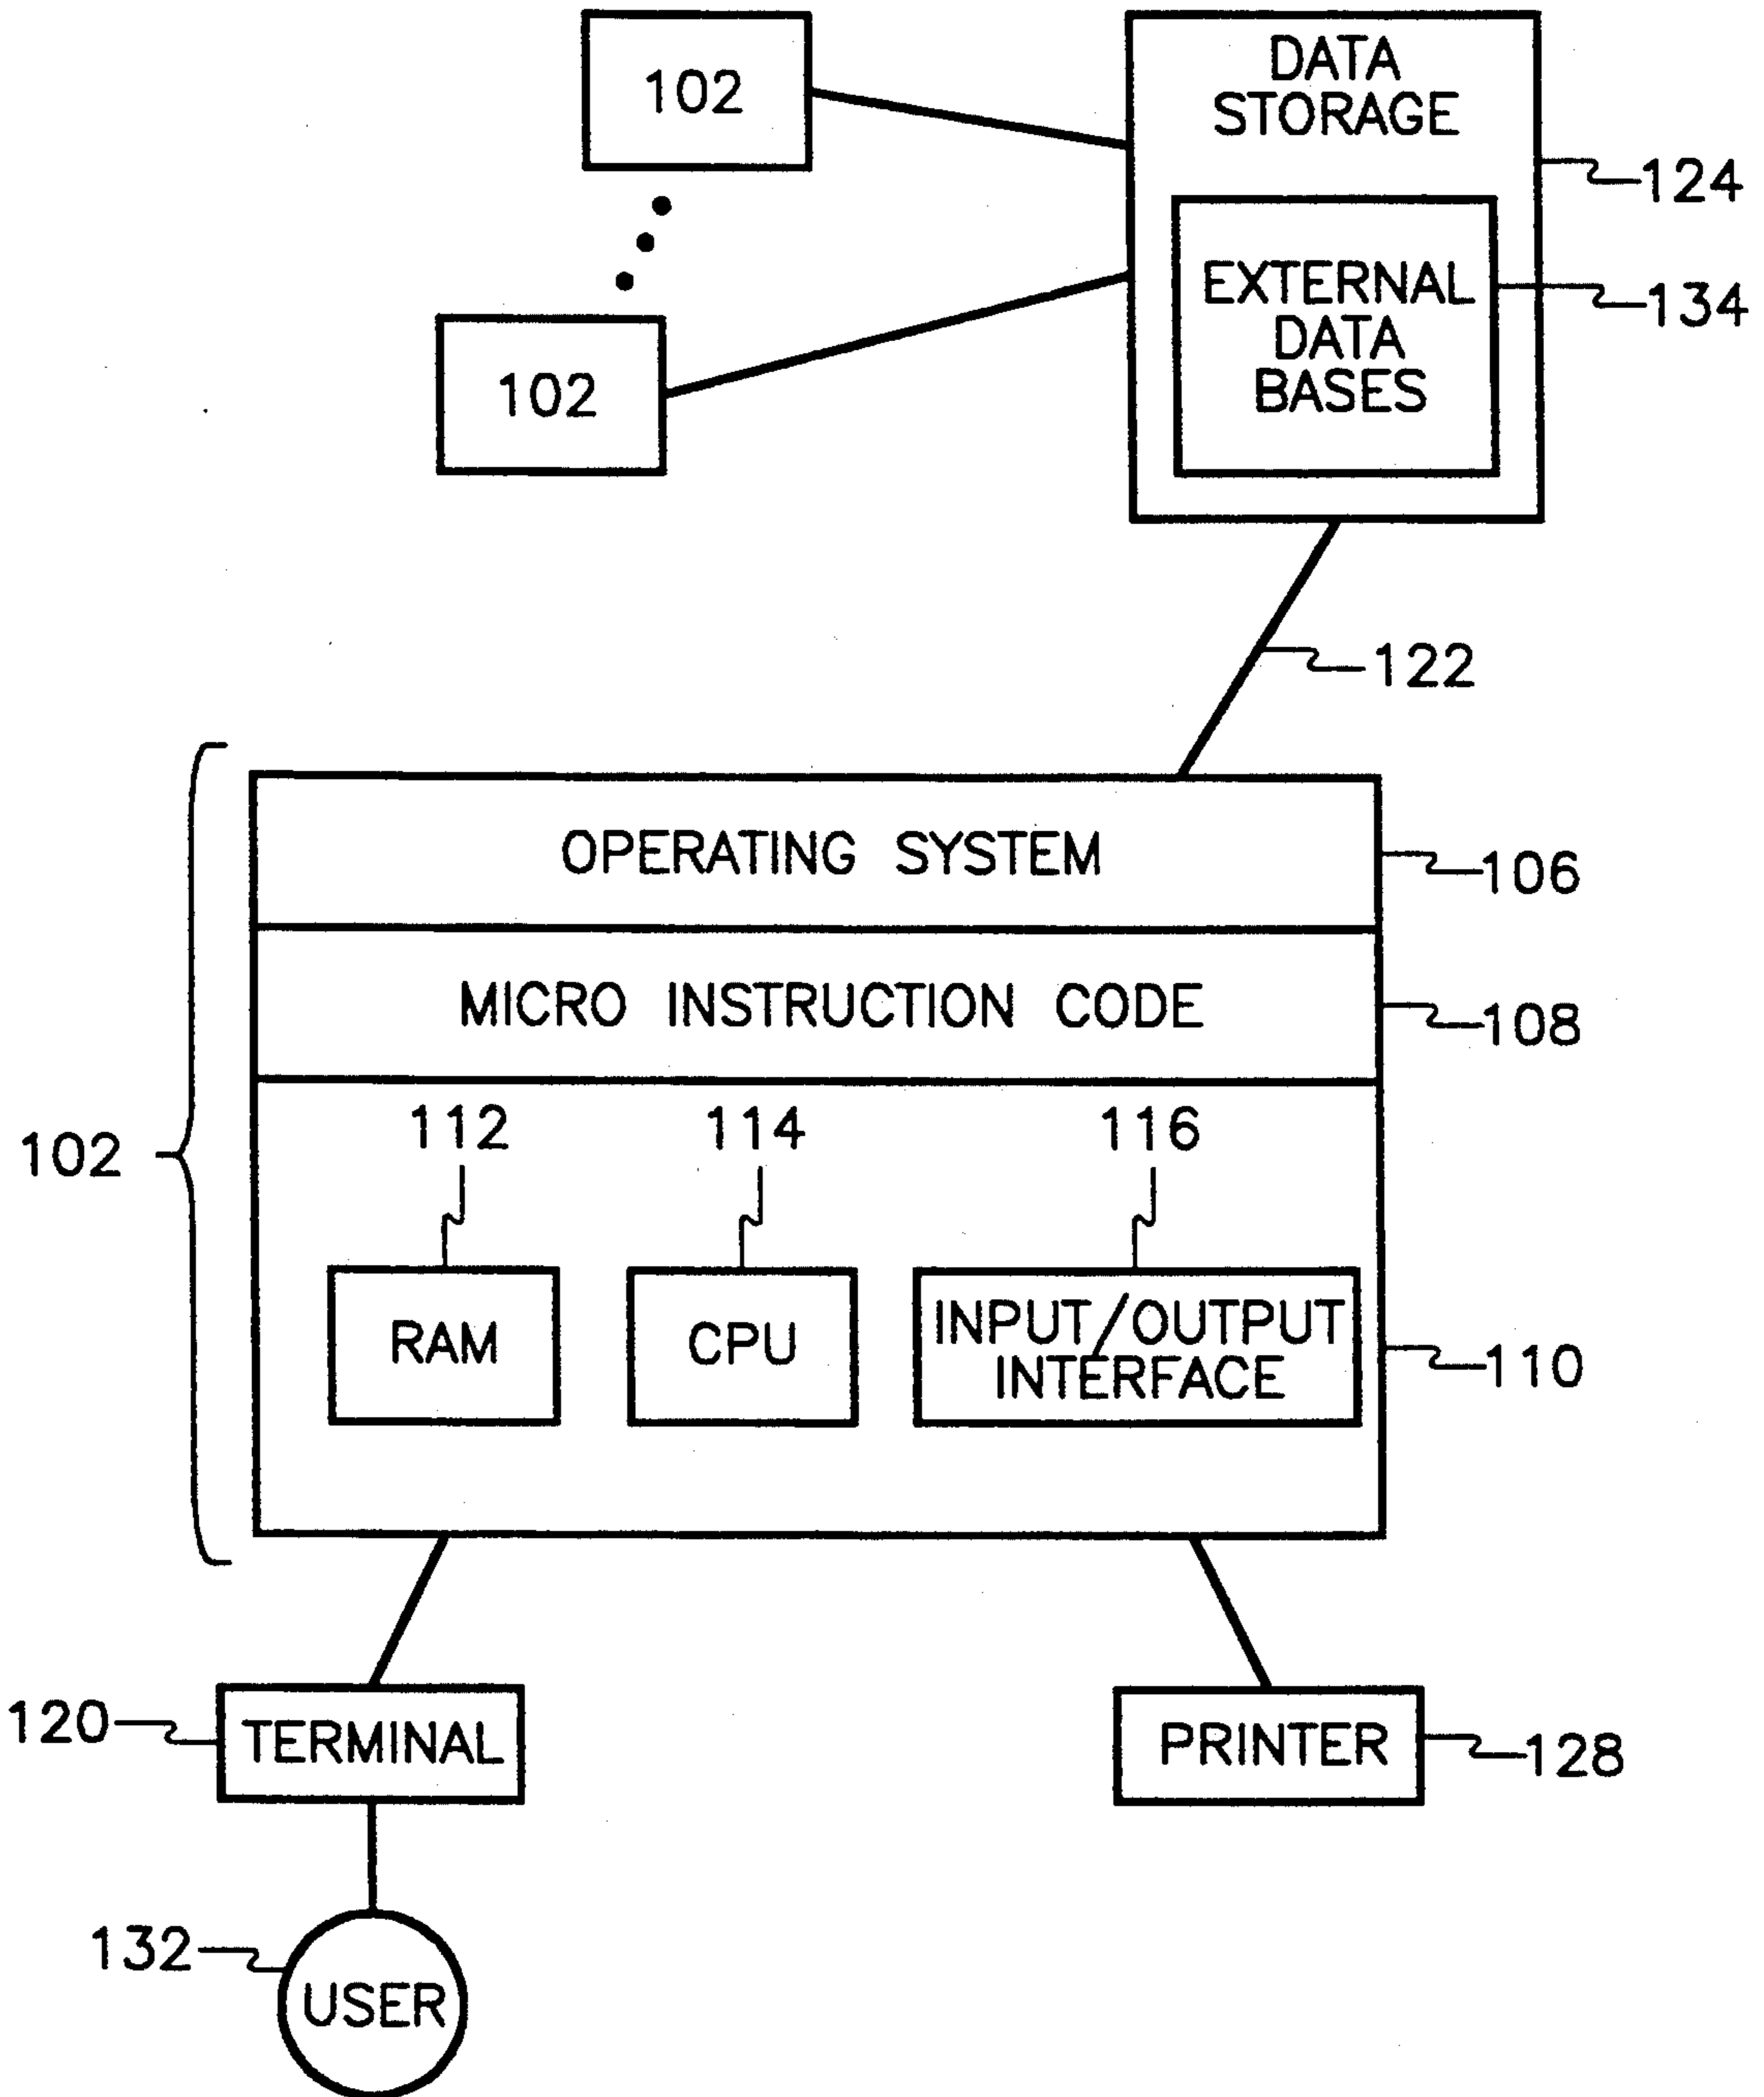 102
DATA
STORAGE
124
EXTERNAL
DATA
BASES
134
102
122
OPERATING SYSTEM
106
MICRO INSTRUCTION CODE
108
102
112
114
116
RAM
CPU
INPUT/OUTPUT
INTERFACE
110
120
TERMINAL
PRINTER
128
132
USER